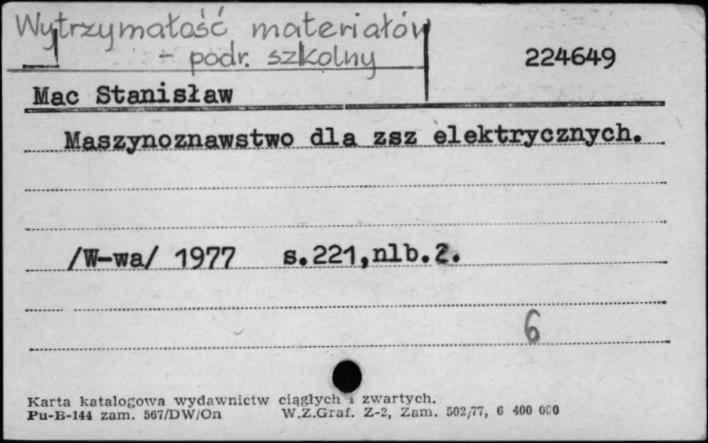 Wytrzymałość materiałów
- podr. szkolny
224649
Mac Stanisław
Maszynoznawstwo dla zsz elektrycznych.
/W-wa/ 1977 s.221,nlb.2.
6
Karta katalogowa wydawnictw ciągłych i zwartych.
Pu-B-144 zam. 567/DW/On W.Z.Graf. Z-2, Zam. 502/77, 6 400 000